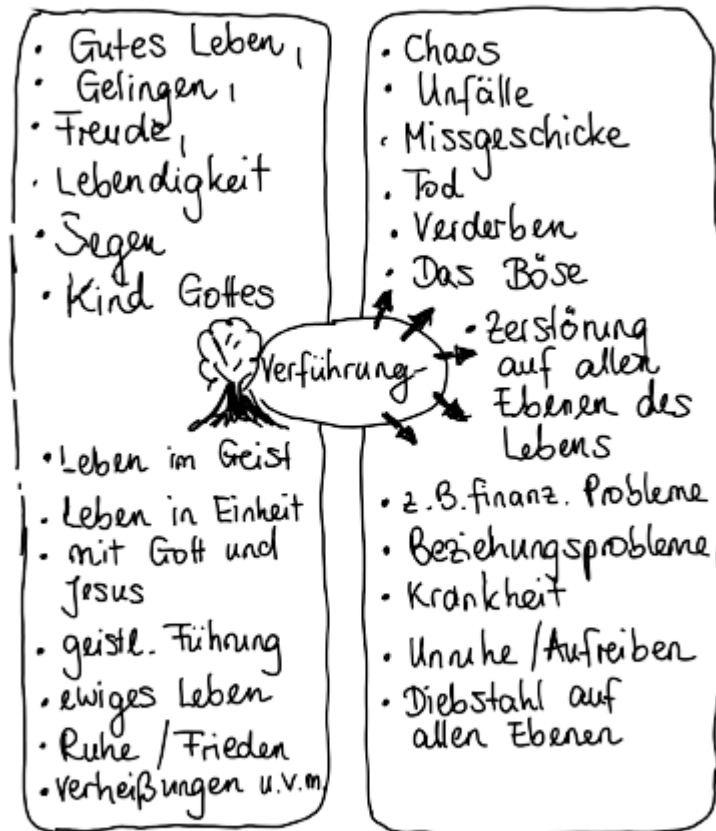 • Gutes Leben,
• Gelingen,
• Freude,
• Lebendigkeit
• Segen
• Kind Gottes
• Leben im Geist
• Leben in Einheit
• mit Gott und
Jesus
• geistl. Führung
• ewiges Leben
• Ruhe / Frieden
• Verheißungen u.v.m.
Verführung
• Chaos
• Unfälle
• Missgeschicke
• Tod
• Verderben
• Das Böse
• Zerstörung
auf allen
Ebenen des
Lebens
• z.B. finanz. Probleme
• Beziehungsprobleme
• Krankheit
• Unruhe / Aufreiben
• Diebstahl auf
allen Ebenen